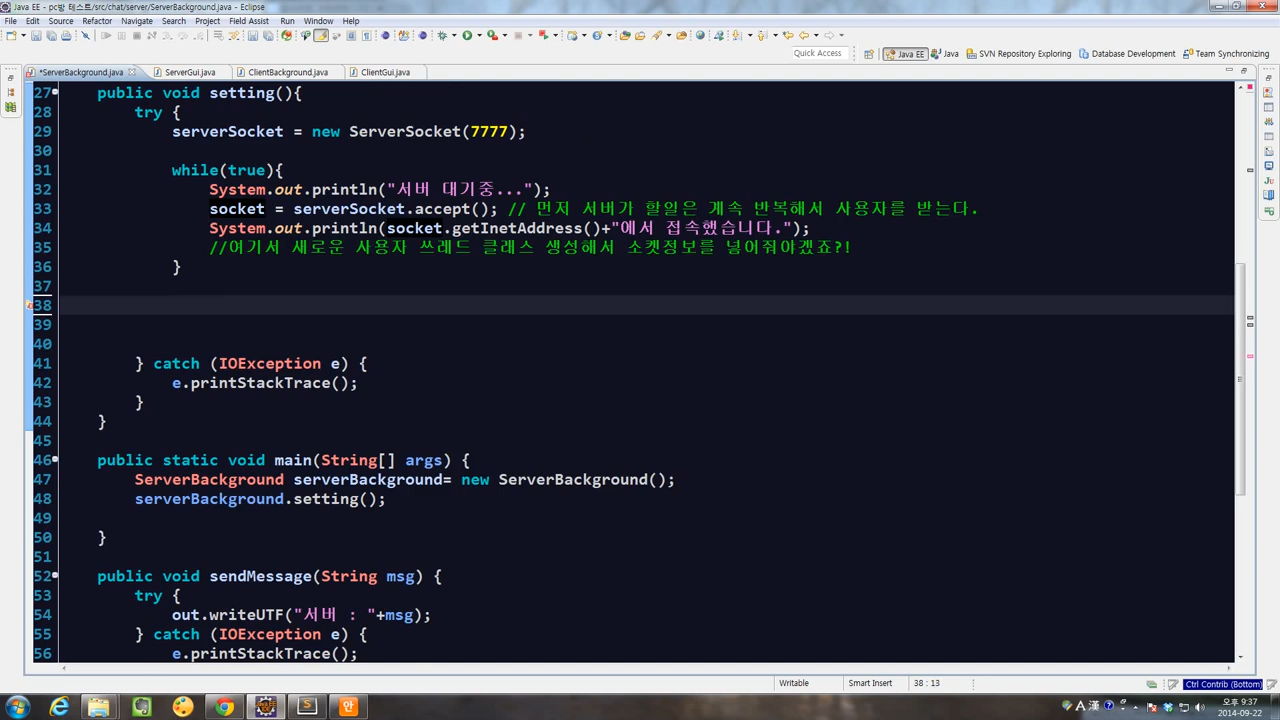 Java EE - pc방 테스트/src/chat/server/ServerBackground.java - Eclipse
File Edit Source Refactor Navigate Search Project Field Assist Run Window Help
Quick Access Java EE Java SVN Repository Exploring Database Development Team Synchronizing
*ServerBackground.java ServerGui.java ClientBackground.java ClientGui.java
27 public void setting(){
28 try {
29 serverSocket = new ServerSocket(7777);
30
31 while(true){
32 System.out.println("서버 대기중...");
33 socket = serverSocket.accept(); // 먼저 서버가 할일은 계속 반복해서 사용자를 받는다.
34 System.out.println(socket.getInetAddress()+"에서 접속했습니다.");
35 //여기서 새로운 사용자 쓰레드 클래스 생성해서 소켓정보를 넣어줘야겠죠?!
36 }
37
38
39
40
41 } catch (IOException e) {
42 e.printStackTrace();
43 }
44 }
45
46 public static void main(String[] args) {
47 ServerBackground serverBackground= new ServerBackground();
48 serverBackground.setting();
49
50 }
51
52 public void sendMessage(String msg) {
53 try {
54 out.writeUTF("서버 : "+msg);
55 } catch (IOException e) {
56 e.printStackTrace();
Writable Smart Insert 38 : 13 Ctrl Contrib (Bottom)
A 漢 오후 9:37
2014-09-22